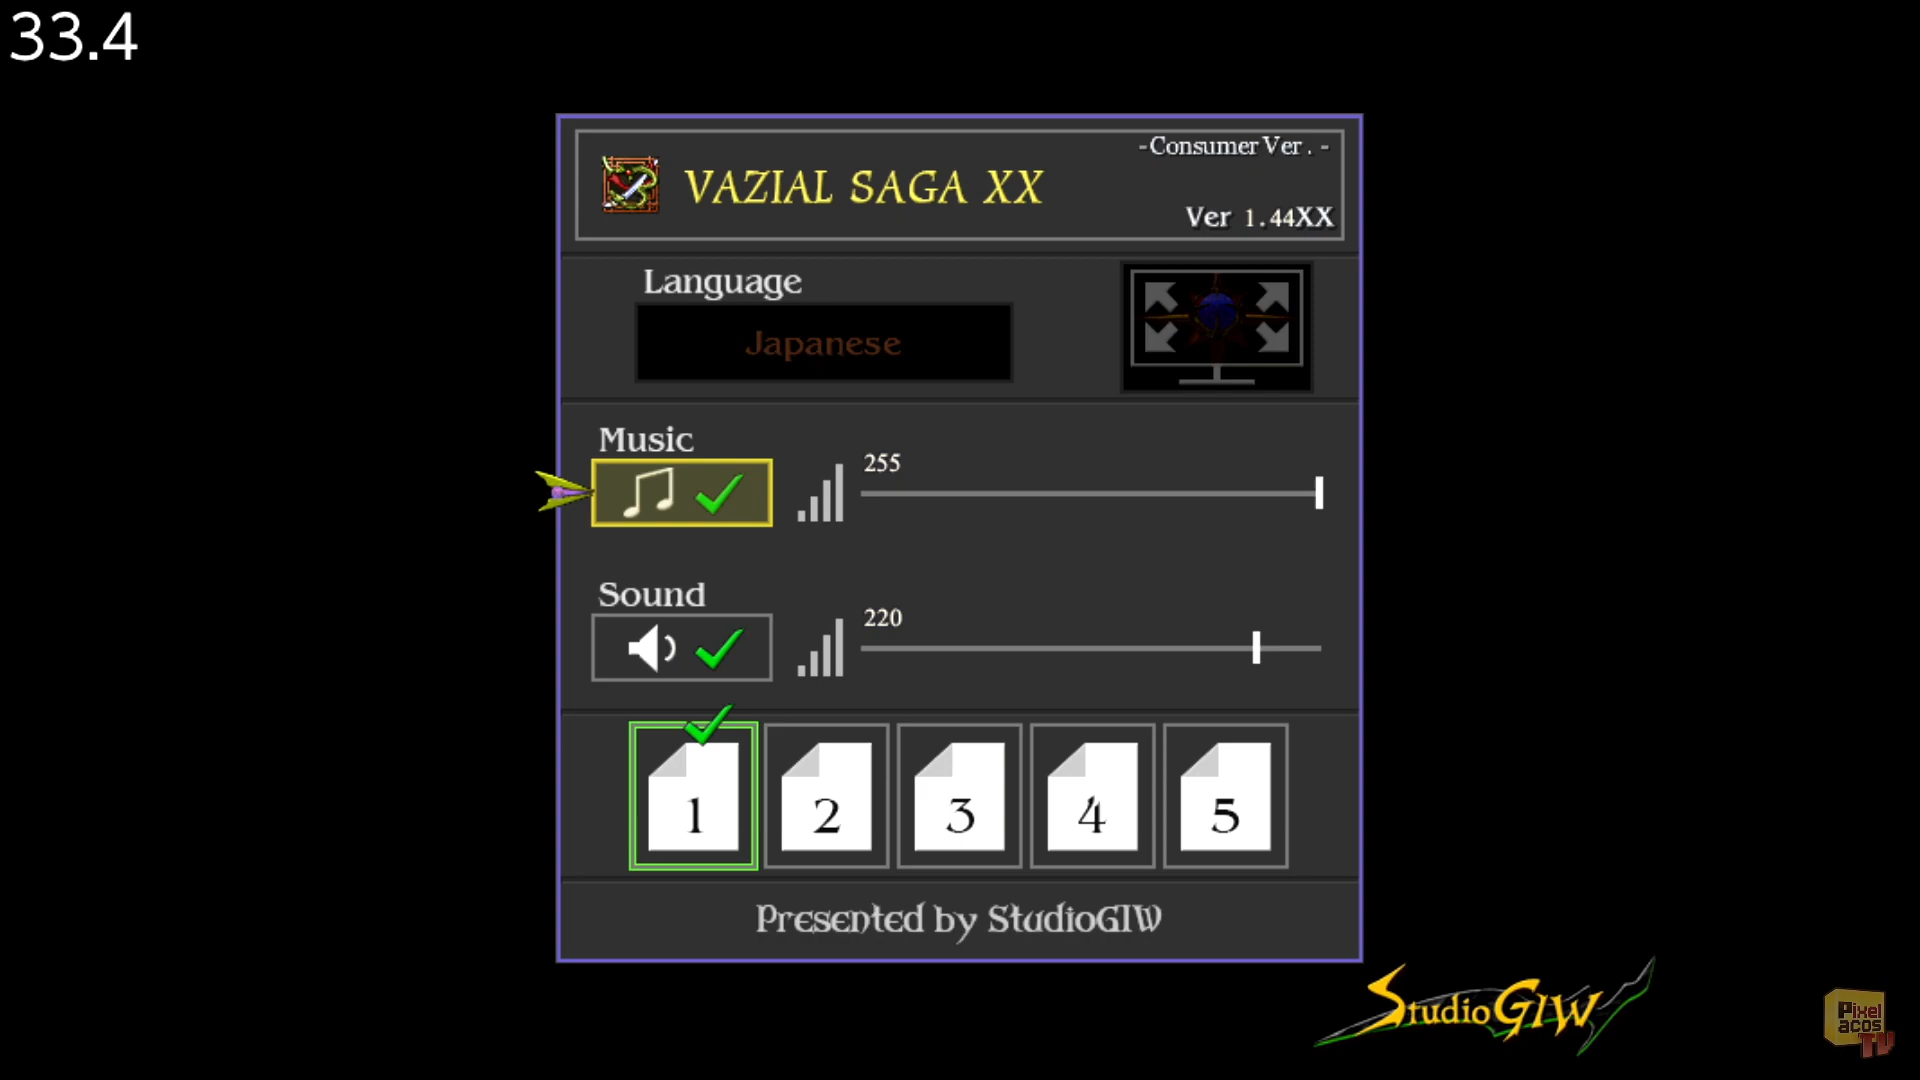 33.4
-Consumer Ver . -
VAZIAL SAGA XX
Ver 1.44XX
Language
Japanese
Music
255
Sound
220
1 2 3 4 5
Presented by StudioGIW
StudioGIW
Pixel
acos
TV